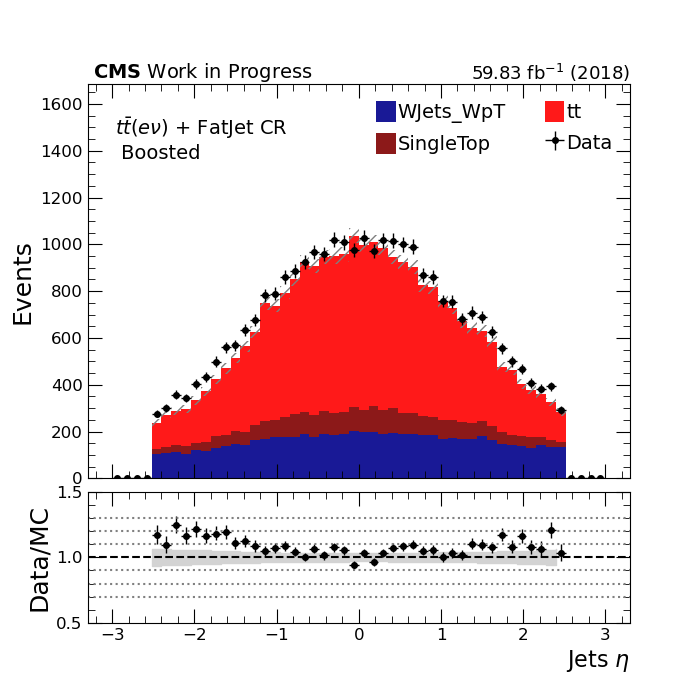 CMS Work in Progress 59.83 fb⁻¹ (2018)
tt̄(eν) + FatJet CR
Boosted
WJets_WpT tt
SingleTop Data
Events
1600
1400
1200
1000
800
600
400
200
0
Data/MC
1.5
1.0
0.5
−3 −2 −1 0 1 2 3
Jets η